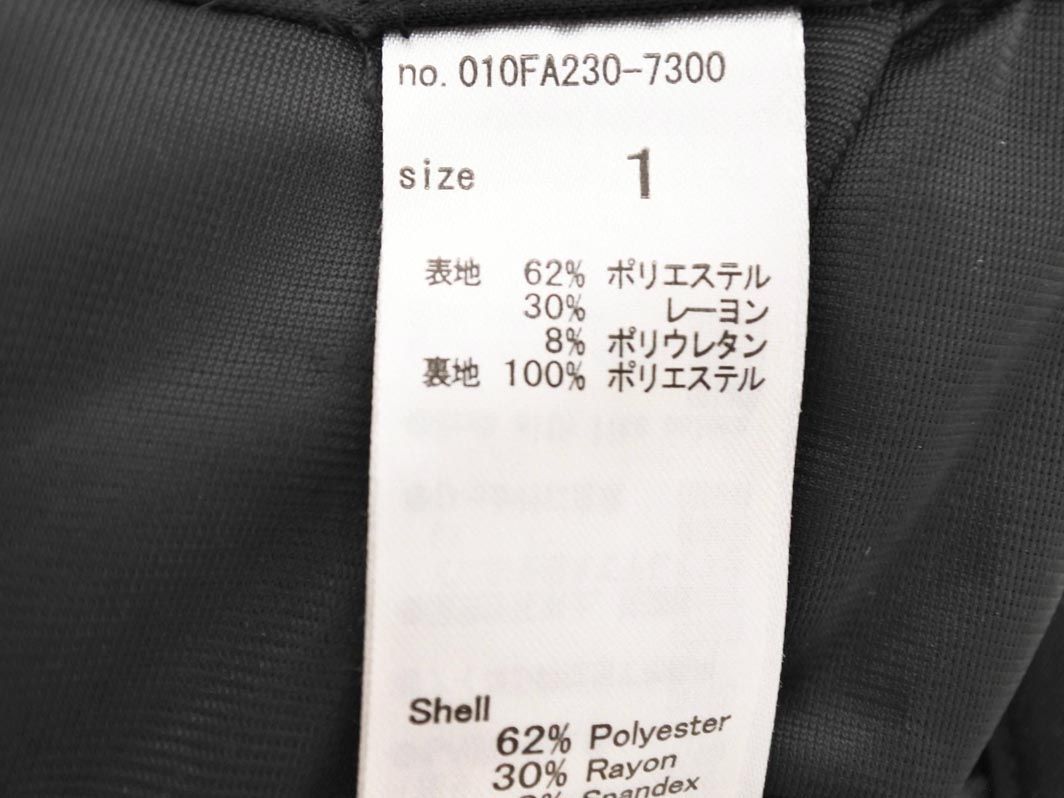 no. 010FA230-7300
size 1
表地 62% ポリエステル
30% レーヨン
8% ポリウレタン
裏地 100% ポリエステル
Shell
62% Polyester
30% Rayon
Spandex